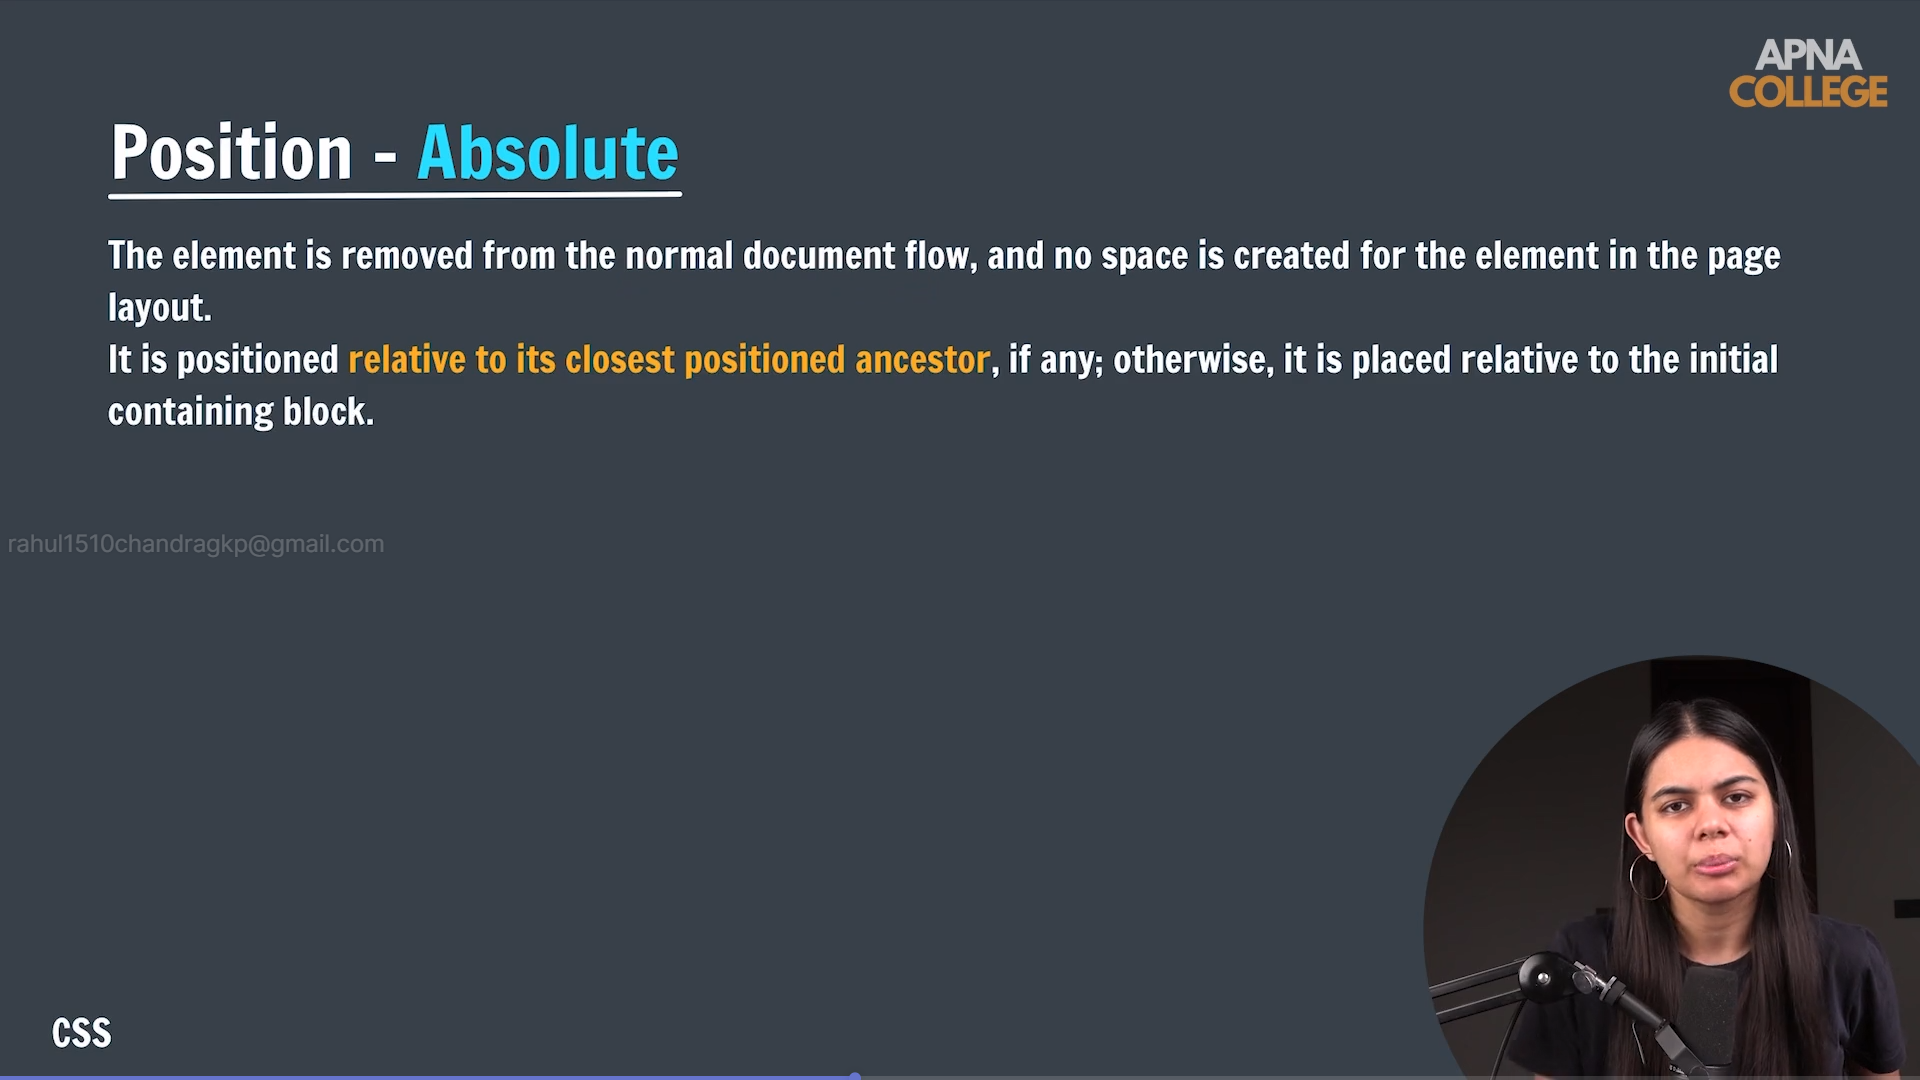 APNA
COLLEGE
Position - Absolute
The element is removed from the normal document flow, and no space is created for the element in the page
layout.
It is positioned relative to its closest positioned ancestor, if any; otherwise, it is placed relative to the initial
containing block.
rahul1510chandragkp@gmail.com
CSS